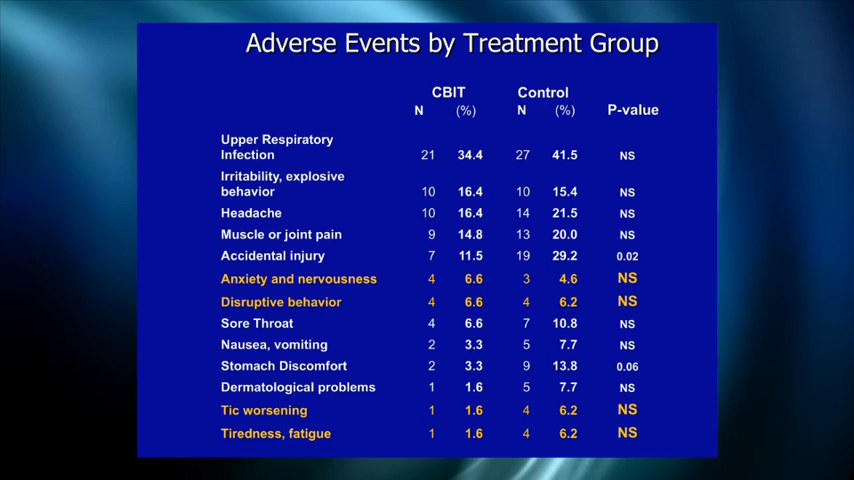 Adverse Events by Treatment Group
CBIT Control
N (%) N (%) P-value
Upper Respiratory
Infection 21 34.4 27 41.5 NS
Irritability, explosive
behavior 10 16.4 10 15.4 NS
Headache 10 16.4 14 21.5 NS
Muscle or joint pain 9 14.8 13 20.0 NS
Accidental injury 7 11.5 19 29.2 0.02
Anxiety and nervousness 4 6.6 3 4.6 NS
Disruptive behavior 4 6.6 4 6.2 NS
Sore Throat 4 6.6 7 10.8 NS
Nausea, vomiting 2 3.3 5 7.7 NS
Stomach Discomfort 2 3.3 9 13.8 0.06
Dermatological problems 1 1.6 5 7.7 NS
Tic worsening 1 1.6 4 6.2 NS
Tiredness, fatigue 1 1.6 4 6.2 NS